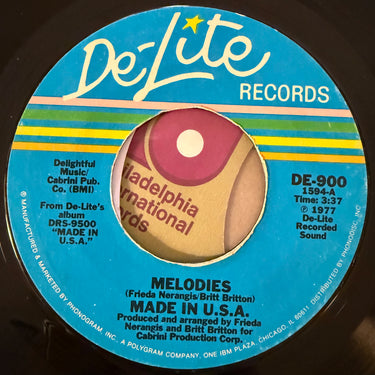 De-Lite
RECORDS
Delightful
Music/
Cabrini Pub.
Co. (BMI)
From De-Lite's
album
DRS-9500
"MADE IN
U.S.A."
DE-900
1594-A
Time: 3:37
℗ 1977
De-Lite
Recorded
Sound
Philadelphia
International
Records
MELODIES
(Frieda Nerangis/Britt Britton)
MADE IN U.S.A.
Produced and arranged by Frieda
Nerangis and Britt Britton for
Cabrini Production Corp.
® MANUFACTURED & MARKETED BY PHONOGRAM, INC. A POLYGRAM COMPANY, ONE IBM PLAZA, CHICAGO, IL 60611 / DISTRIBUTED BY PHONODISC, INC